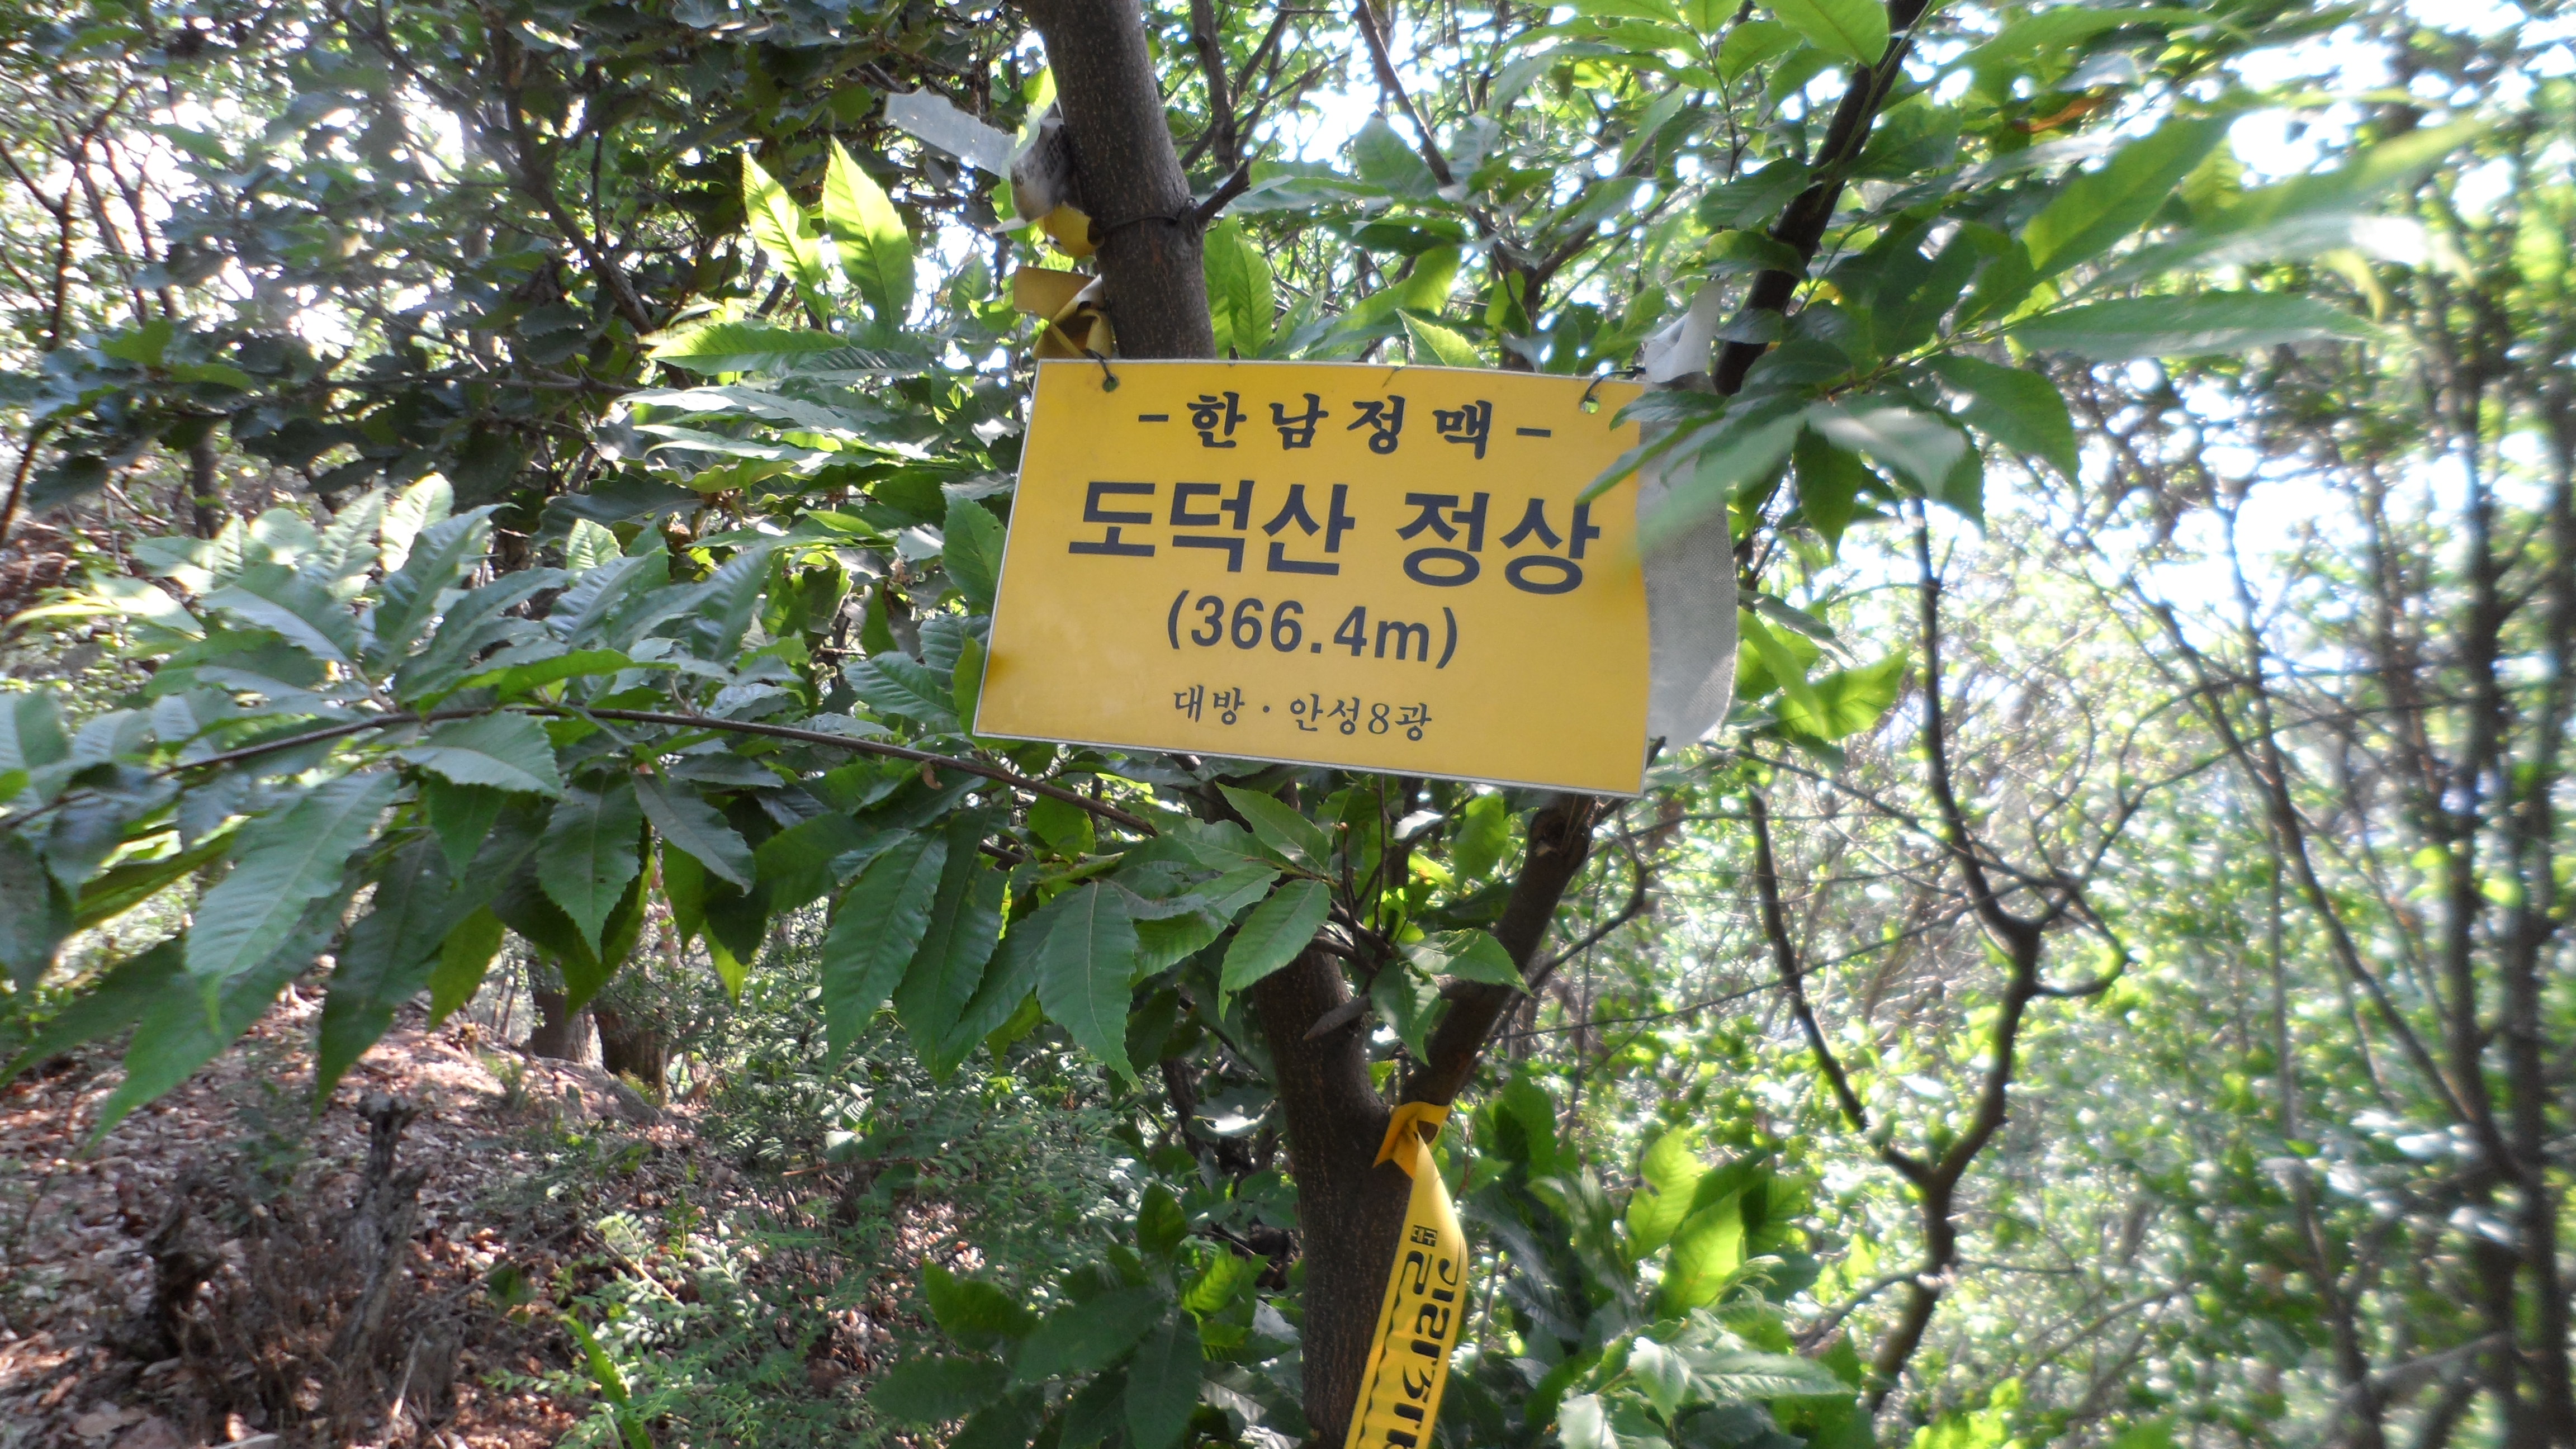 -한남정맥-
도덕산 정상
(366.4m)
대방·안성8광